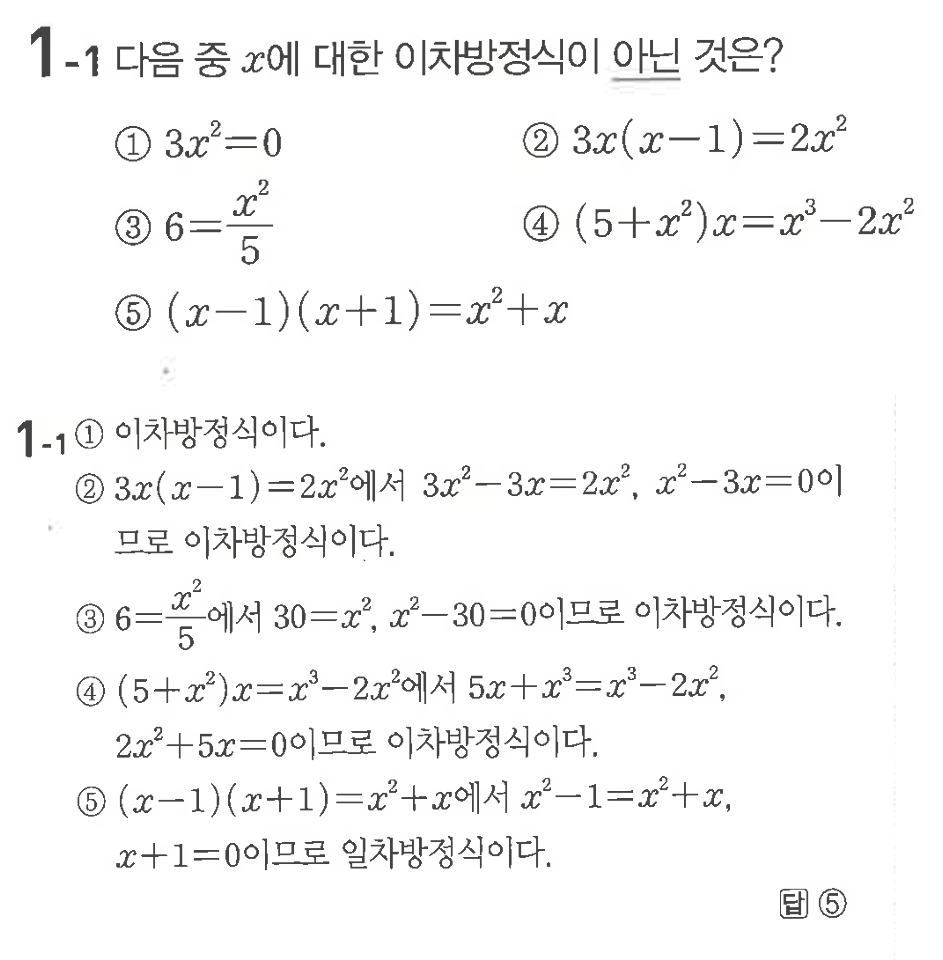 1-1 다음 중 x에 대한 이차방정식이 아닌 것은?
① 3x²=0 ② 3x(x-1)=2x²
③ 6=x²/5 ④ (5+x²)x=x³-2x²
⑤ (x-1)(x+1)=x²+x
1-1 ① 이차방정식이다.
② 3x(x-1)=2x²에서 3x²-3x=2x², x²-3x=0이
므로 이차방정식이다.
③ 6=x²/5에서 30=x², x²-30=0이므로 이차방정식이다.
④ (5+x²)x=x³-2x²에서 5x+x³=x³-2x²,
2x²+5x=0이므로 이차방정식이다.
⑤ (x-1)(x+1)=x²+x에서 x²-1=x²+x,
x+1=0이므로 일차방정식이다.
답 ⑤